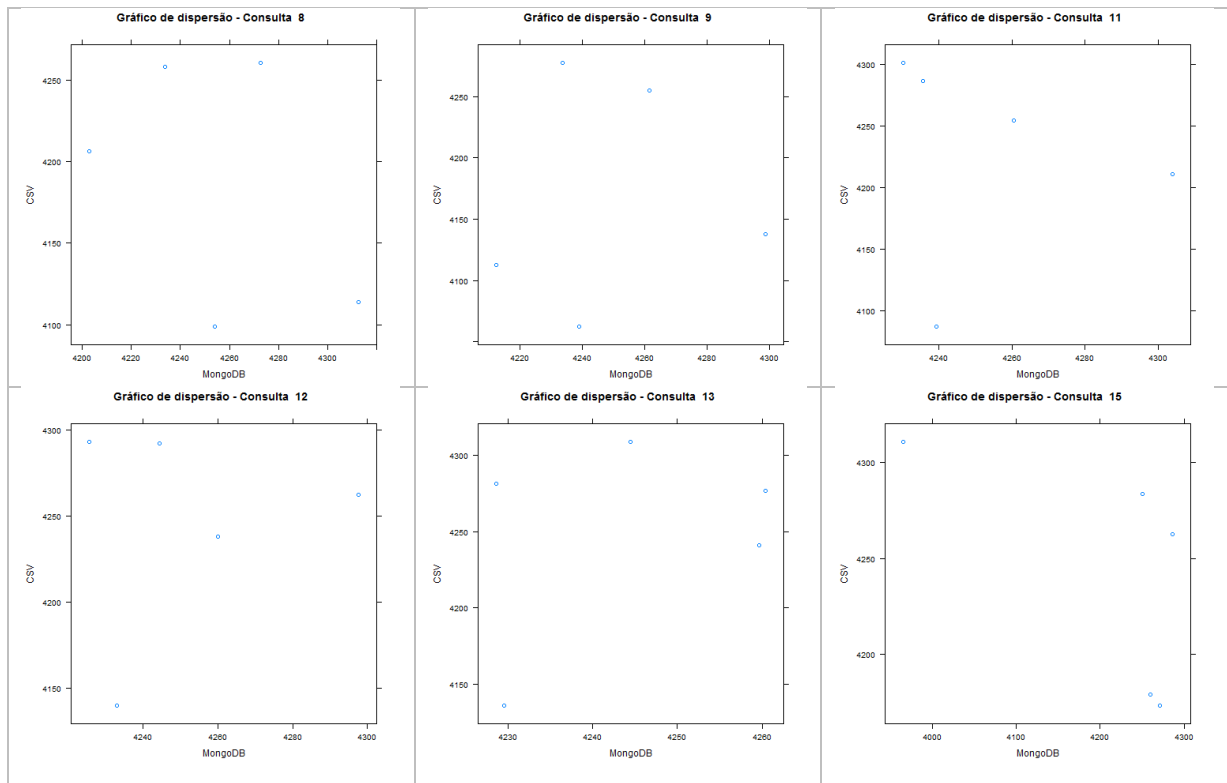 Gráfico de dispersão - Consulta 8
4250
4200
4150
4100
CSV
4200 4220 4240 4260 4280 4300
MongoDB
Gráfico de dispersão - Consulta 9
4250
4200
4150
4100
CSV
4220 4240 4260 4280 4300
MongoDB
Gráfico de dispersão - Consulta 11
4300
4250
4200
4150
4100
CSV
4240 4260 4280 4300
MongoDB
Gráfico de dispersão - Consulta 12
4300
4250
4200
4150
CSV
4240 4260 4280 4300
MongoDB
Gráfico de dispersão - Consulta 13
4300
4250
4200
4150
CSV
4230 4240 4250 4260
MongoDB
Gráfico de dispersão - Consulta 15
4300
4250
4200
CSV
4000 4100 4200 4300
MongoDB